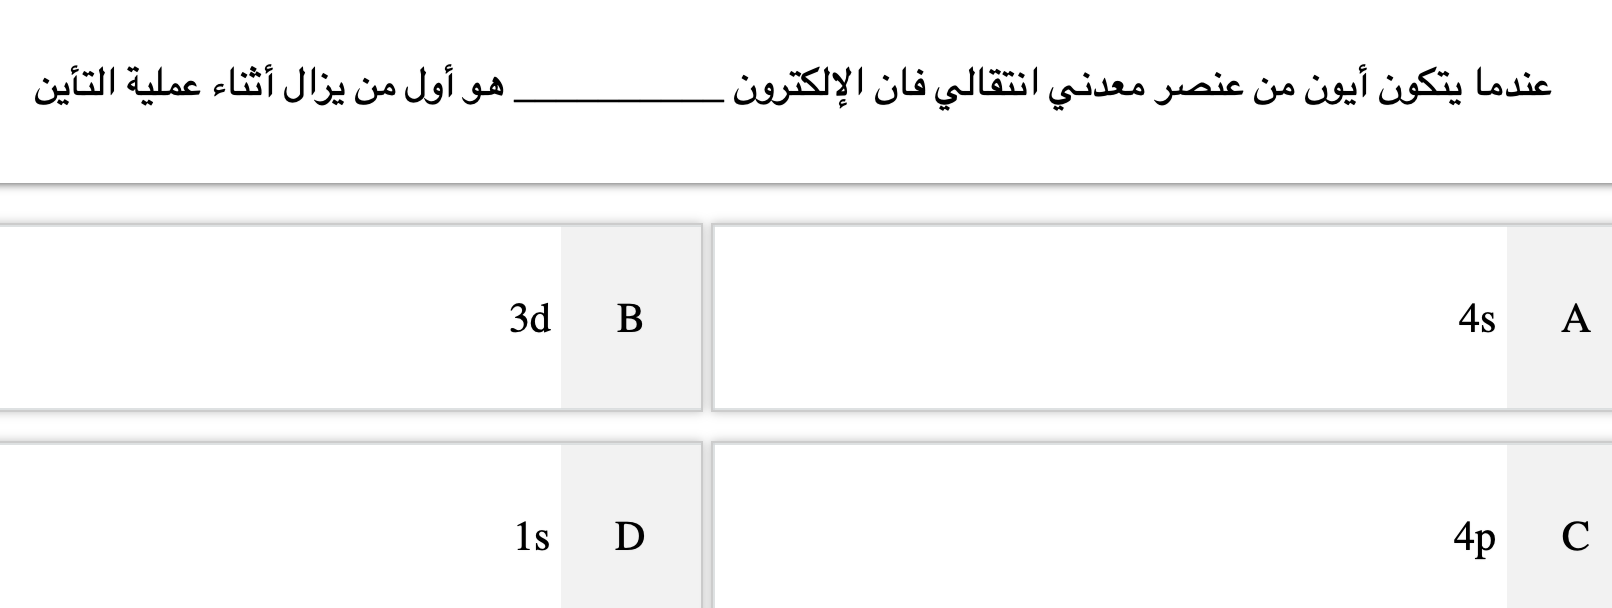 عندما يتكون أيون من عنصر معدني انتقالي فان الإلكترون __________ هو أول من يزال أثناء عملية التأين
A 4s
B 3d
C 4p
D 1s